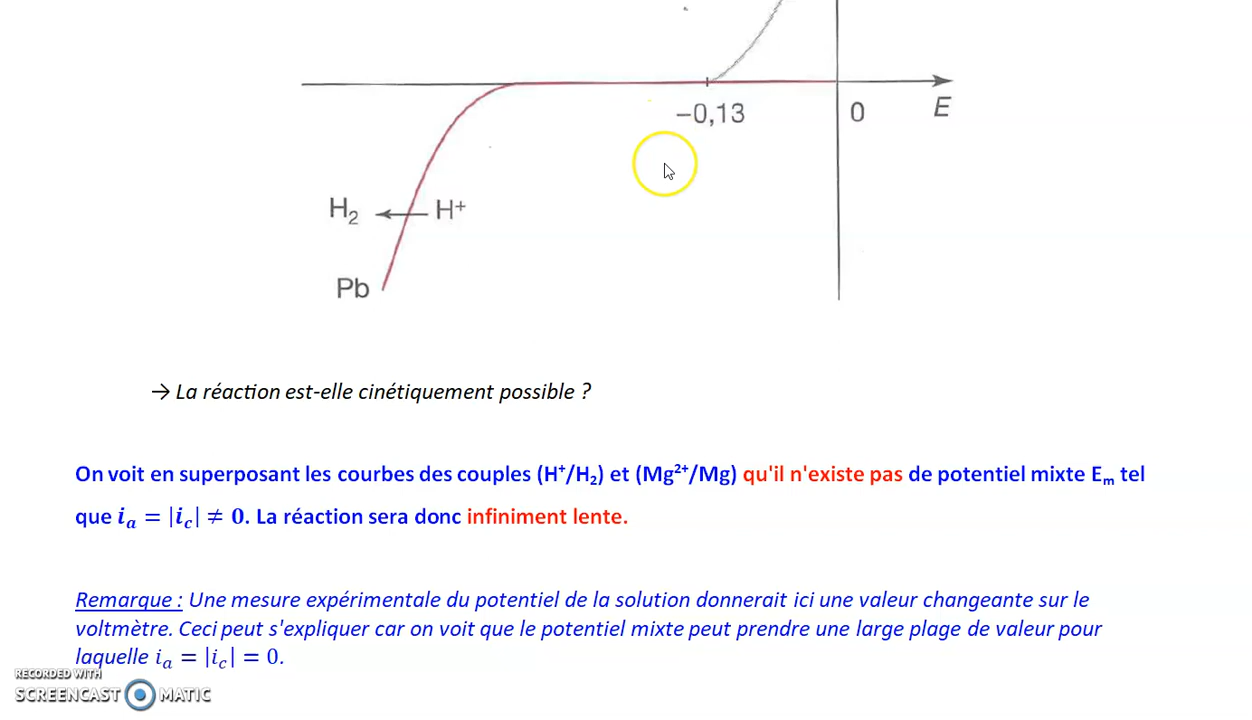 −0,13
0
E
H₂
H⁺
Pb
→ La réaction est-elle cinétiquement possible ?
On voit en superposant les courbes des couples (H⁺/H₂) et (Mg²⁺/Mg) qu'il n'existe pas de potentiel mixte Eₘ tel
que iₐ = |i_c| ≠ 0. La réaction sera donc infiniment lente.
Remarque : Une mesure expérimentale du potentiel de la solution donnerait ici une valeur changeante sur le
voltmètre. Ceci peut s'expliquer car on voit que le potentiel mixte peut prendre une large plage de valeur pour
laquelle iₐ = |i_c| = 0.
RECORDED WITH
SCREENCAST MATIC